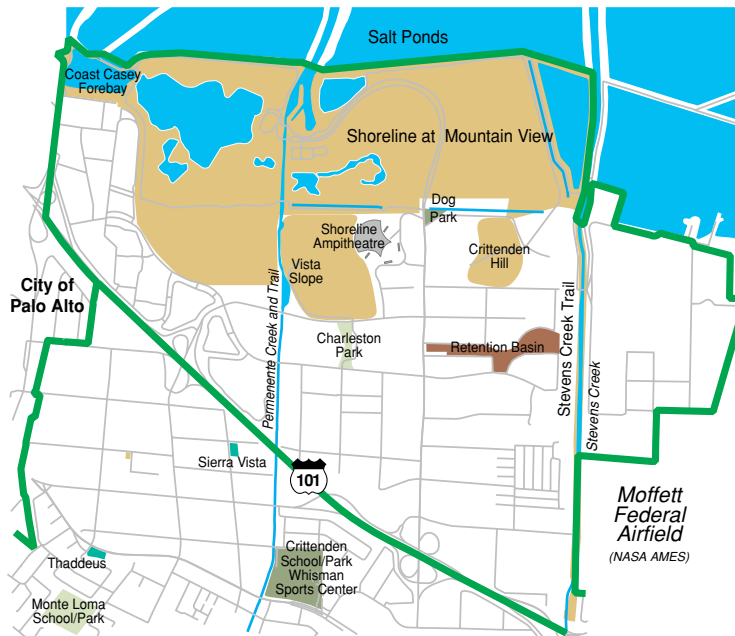 Salt Ponds
Coast Casey
Forebay
Shoreline at Mountain View
Dog
Park
Shoreline
Ampitheatre
Crittenden
Hill
Vista
Slope
City of
Palo Alto
Permenente Creek and Trail
Charleston
Park
Retention Basin
Stevens Creek Trail
Stevens Creek
Sierra Vista
101
Moffett
Federal
Airfield
(NASA AMES)
Crittenden
School/Park
Whisman
Sports Center
Thaddeus
Monte Loma
School/Park